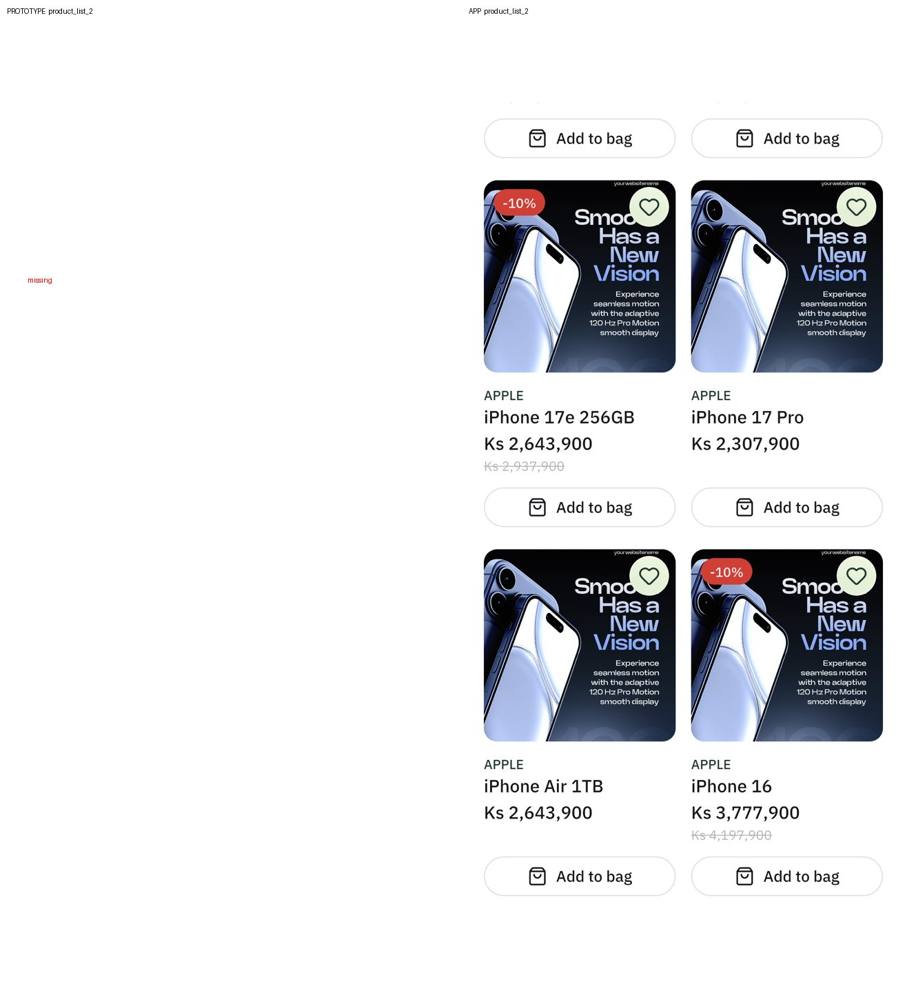 PROTOTYPE product_list_2
APP product_list_2
missing
Add to bag
Add to bag
-10%
yourwebsitename
Smoo
Has a
New
Vision
Experience
seamless motion
with the adaptive
120 Hz Pro Motion
smooth display
yourwebsitename
Smoo
Has a
New
Vision
Experience
seamless motion
with the adaptive
120 Hz Pro Motion
smooth display
APPLE
iPhone 17e 256GB
Ks 2,643,900
Ks 2,937,900
APPLE
iPhone 17 Pro
Ks 2,307,900
Add to bag
Add to bag
yourwebsitename
Smoo
Has a
New
Vision
Experience
seamless motion
with the adaptive
120 Hz Pro Motion
smooth display
-10%
yourwebsitename
Smoo
Has a
New
Vision
Experience
seamless motion
with the adaptive
120 Hz Pro Motion
smooth display
APPLE
iPhone Air 1TB
Ks 2,643,900
APPLE
iPhone 16
Ks 3,777,900
Ks 4,197,900
Add to bag
Add to bag